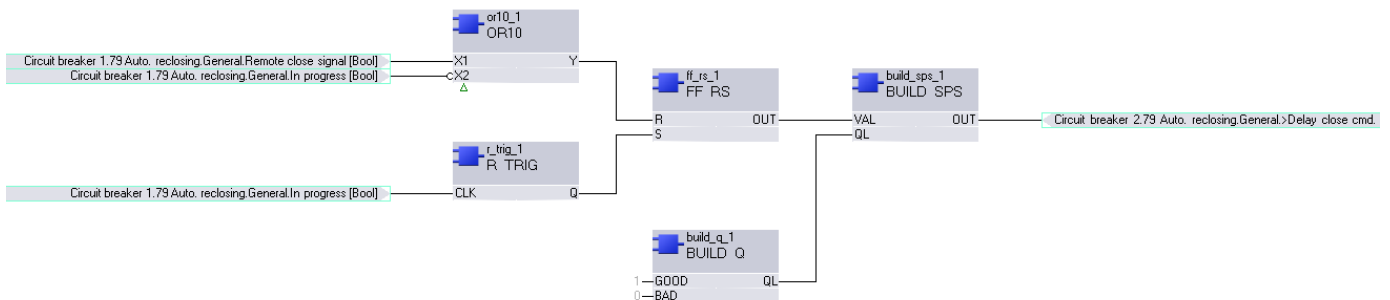 or10_1
OR10
Circuit breaker 1.79 Auto. reclosing.General.Remote close signal [Bool]
X1
Y
Circuit breaker 1.79 Auto. reclosing.General.In progress [Bool]
X2
ff_rs_1
FF RS
build_sps_1
BUILD SPS
R
OUT
VAL
OUT
Circuit breaker 2.79 Auto. reclosing.General.>Delay close cmd.
S
QL
r_trig_1
R TRIG
Circuit breaker 1.79 Auto. reclosing.General.In progress [Bool]
CLK
Q
build_q_1
BUILD Q
1
GOOD
QL
0
BAD